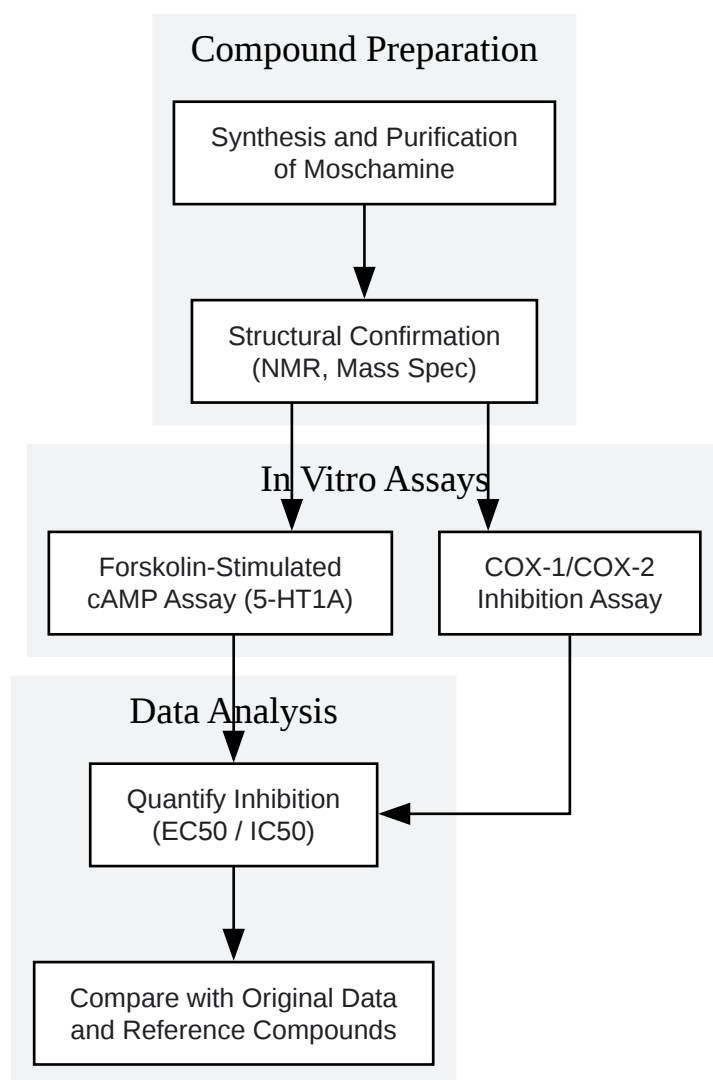 Compound Preparation
Synthesis and Purification
of Moschamine
Structural Confirmation
(NMR, Mass Spec)
In Vitro Assays
Forskolin-Stimulated
cAMP Assay (5-HT1A)
COX-1/COX-2
Inhibition Assay
Data Analysis
Quantify Inhibition
(EC50 / IC50)
Compare with Original Data
and Reference Compounds